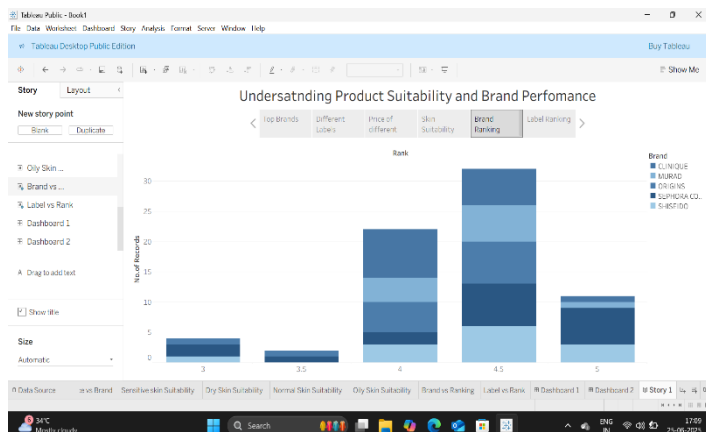 Tableau Public - Book1
File Data Worksheet Dashboard Story Analysis Format Server Window Help
Tableau Desktop Public Edition
Buy Tableau
Show Me
Story Layout
New story point
Blank Duplicate
Oily Skin ...
Brand vs ...
Label vs Rank
Dashboard 1
Dashboard 2
A Drag to add text
Show title
Size
Automatic
Undersatnding Product Suitability and Brand Perfomance
Top Brands
Different Labels
Price of different
Skin Suitability
Brand Ranking
Label Ranking
Rank
No. of Records
30
25
20
15
10
5
0
3 3.5 4 4.5 5
Brand
CLINIQUE
MURAD
ORIGINS
SEPHORA CO..
SHISEIDO
Data Source
ce vs Brand
Sensitive skin Suitability
Dry Skin Suitability
Normal Skin Suitability
Oily Skin Suitability
Brand vs Ranking
Label vs Rank
Dashboard 1
Dashboard 2
Story 1
34°C
Mostly cloudy
Search
ENG
IN
17:09
25-06-2025